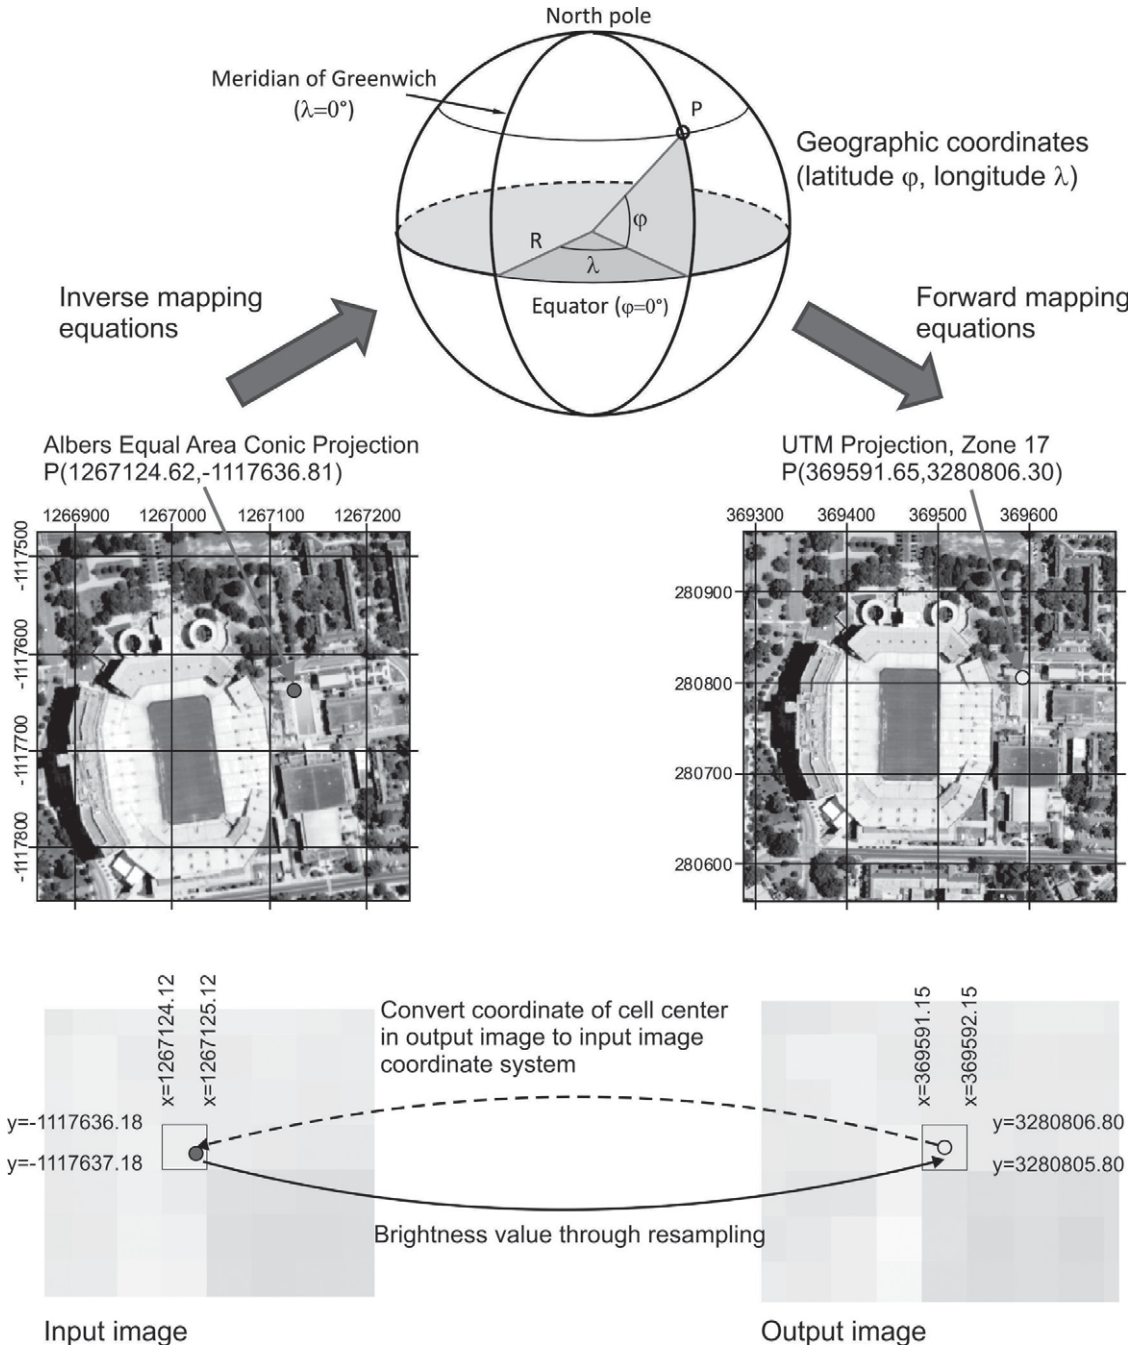 North pole
Meridian of Greenwich
(λ=0°)
P
Geographic coordinates
(latitude φ, longitude λ)
φ
R
λ
Equator (φ=0°)
Inverse mapping
equations
Forward mapping
equations
Albers Equal Area Conic Projection
P(1267124.62,-1117636.81)
1266900 1267000 1267100 1267200
-1117500
-1117600
-1117700
-1117800
UTM Projection, Zone 17
P(369591.65,3280806.30)
369300 369400 369500 369600
280900
280800
280700
280600
x=1267124.12
x=1267125.12
y=-1117636.18
y=-1117637.18
Convert coordinate of cell center
in output image to input image
coordinate system
x=369591.15
x=369592.15
y=3280806.80
y=3280805.80
Brightness value through resampling
Input image
Output image